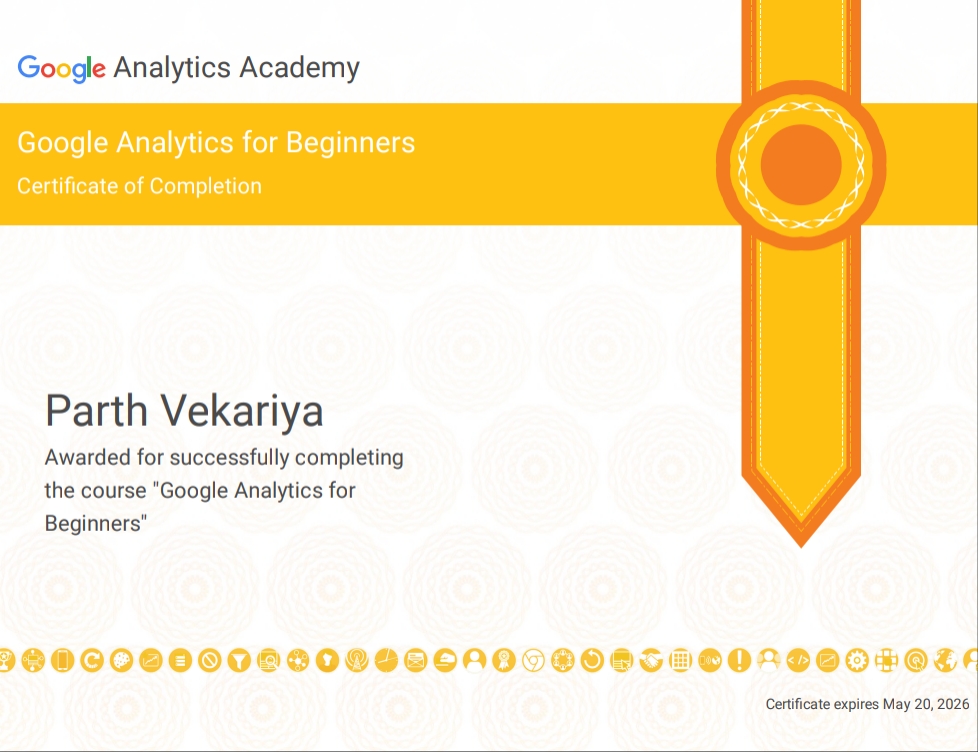 Google Analytics Academy
Google Analytics for Beginners
Certificate of Completion
Parth Vekariya
Awarded for successfully completing
the course "Google Analytics for
Beginners"
Certificate expires May 20, 2026